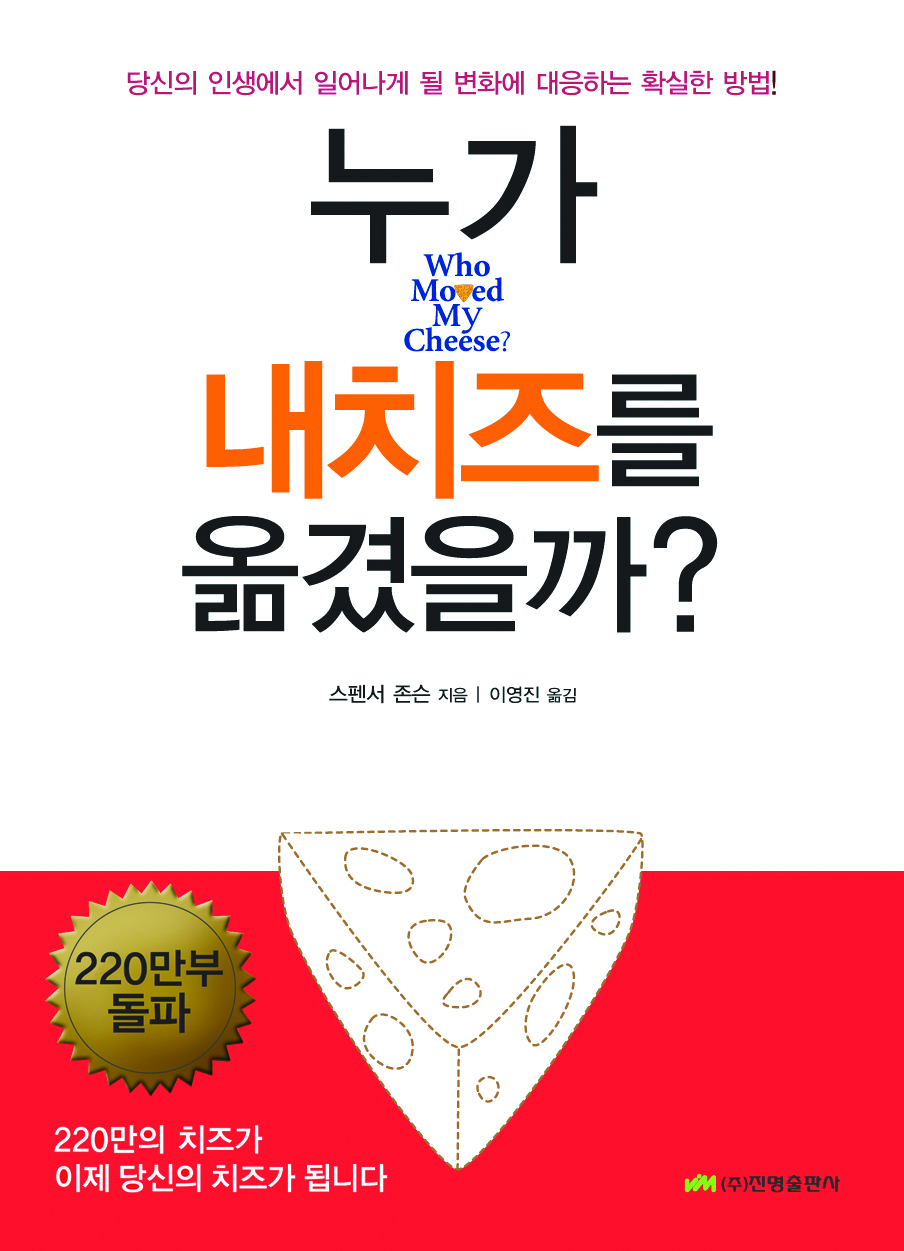 당신의 인생에서 일어나게 될 변화에 대응하는 확실한 방법!
누가
Who
Moved
My
Cheese?
내치즈를
옮겼을까?
스펜서 존슨 지음 | 이영진 옮김
220만부
돌파
220만의 치즈가
이제 당신의 치즈가 됩니다
(주)진명출판사